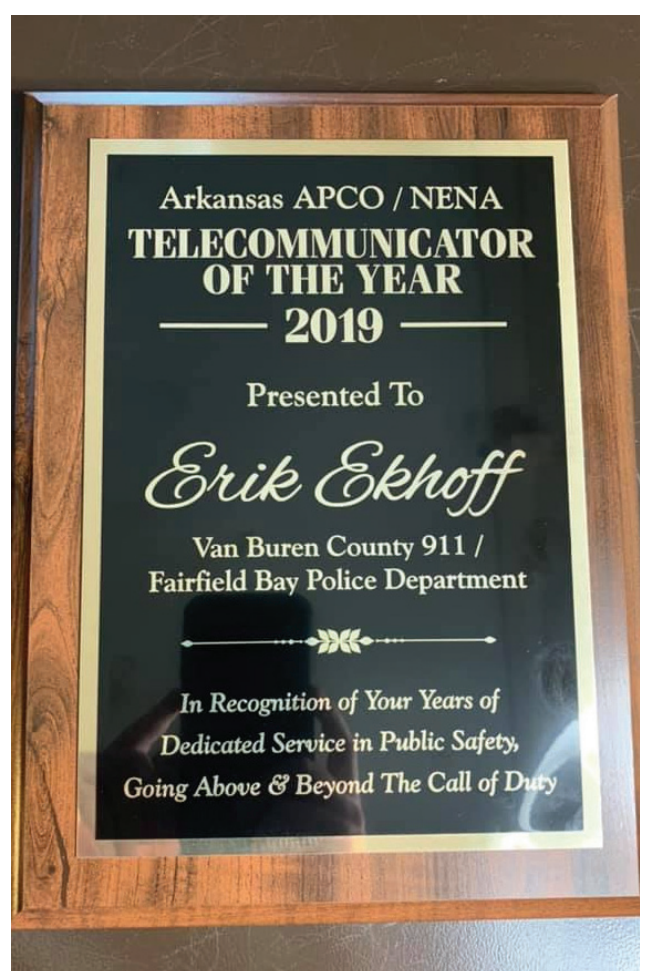 Arkansas APCO / NENA
TELECOMMUNICATOR
OF THE YEAR
2019
Presented To
Erik Ekhoff
Van Buren County 911 /
Fairfield Bay Police Department
In Recognition of Your Years of
Dedicated Service in Public Safety,
Going Above & Beyond The Call of Duty